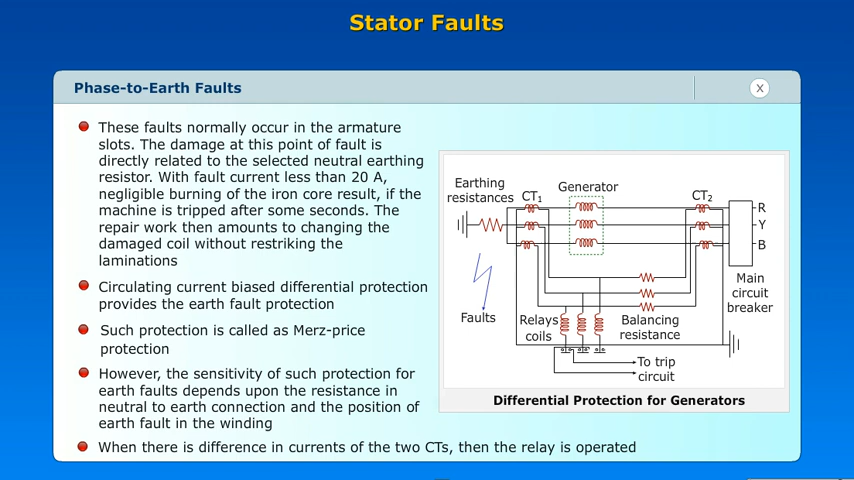 Stator Faults
Phase-to-Earth Faults
X
These faults normally occur in the armature
slots. The damage at this point of fault is
directly related to the selected neutral earthing
resistor. With fault current less than 20 A,
negligible burning of the iron core result, if the
machine is tripped after some seconds. The
repair work then amounts to changing the
damaged coil without restriking the
laminations
Circulating current biased differential protection
provides the earth fault protection
Such protection is called as Merz-price
protection
However, the sensitivity of such protection for
earth faults depends upon the resistance in
neutral to earth connection and the position of
earth fault in the winding
When there is difference in currents of the two CTs, then the relay is operated
Earthing
resistances
CT₁
Generator
CT₂
R
Y
B
Main
circuit
breaker
Faults
Relays
coils
Balancing
resistance
To trip
circuit
Differential Protection for Generators